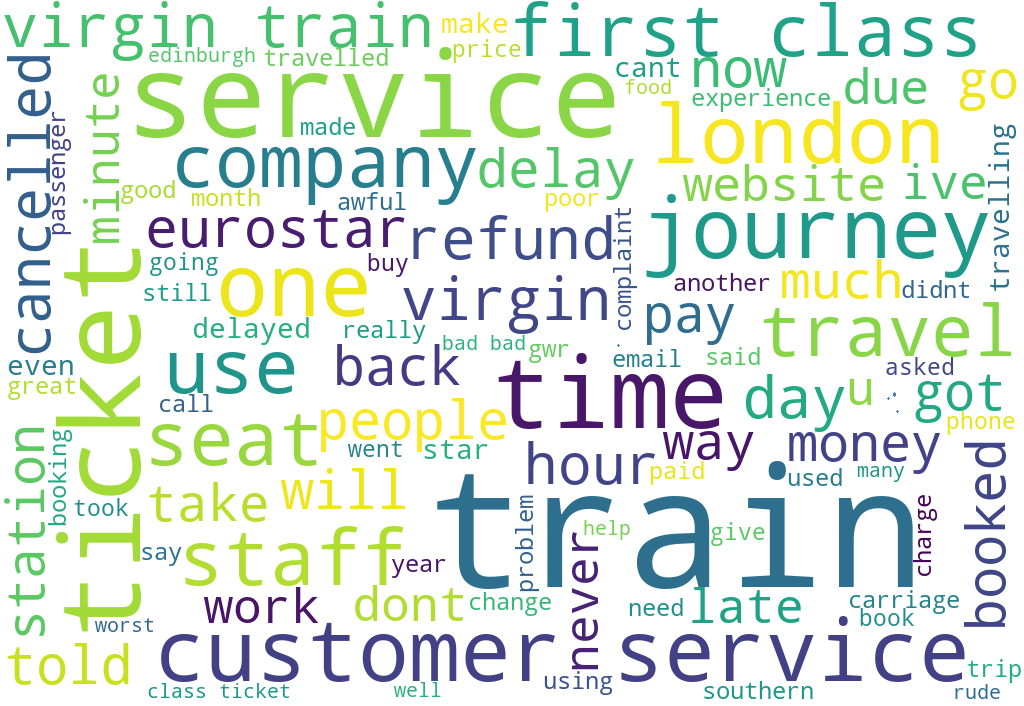 virgin train
make
first class
edinburgh
travelled
price
service
cant
now
food
experience
due
go
cancelled
passenger
minute
made
company
delay
london
website
ive
travelling
good
month
awful
poor
journey
eurostar
refund
complaint
going
buy
one
virgin
another
much
didnt
still
pay
travel
delayed
really
bad bad
gwr
email
said
asked
even
great
ticket
use
back
time
day
u
got
call
people
phone
seat
went
star
way
money
station
booking
hour
paid
used
many
booked
took
take
will
train
say
staff
year
problem
help
give
charge
never
work
dont
change
need
late
carriage
book
worst
told
customer service
trip
class ticket
well
using
southern
rude